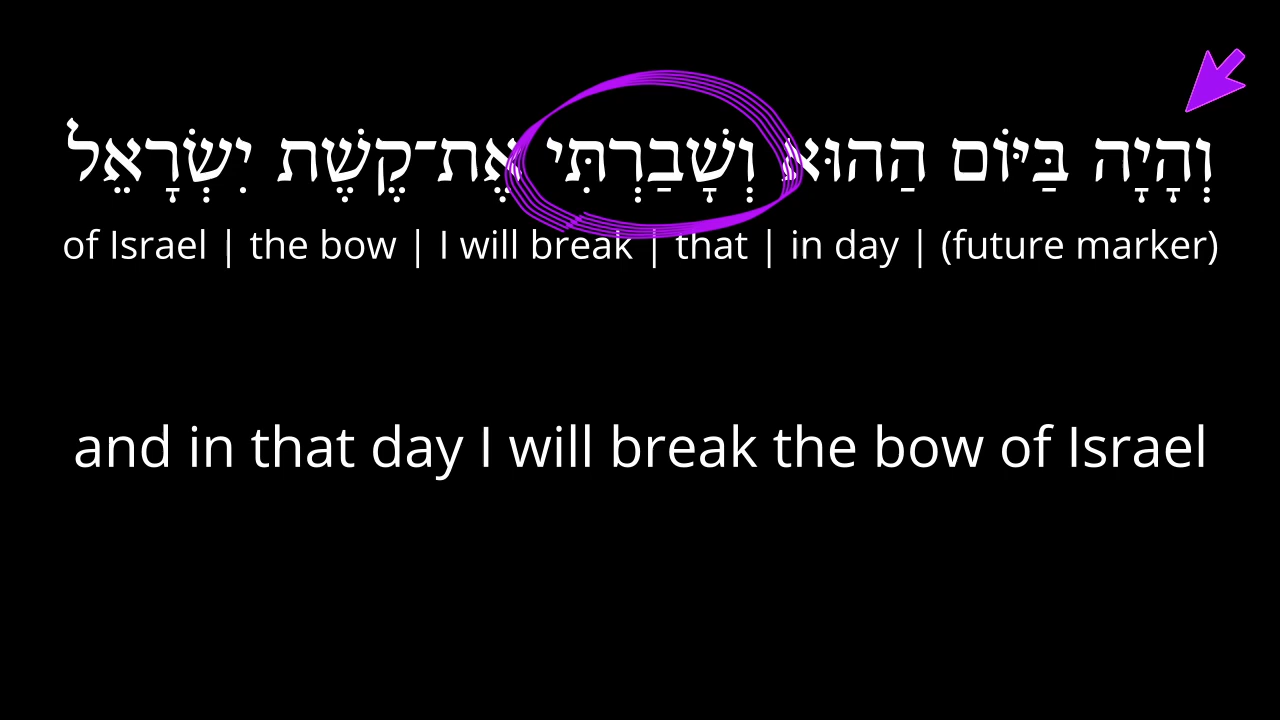 וְהָיָה בַּיּוֹם הַהוּא וְשָׁבַרְתִּי אֶת־קֶשֶׁת יִשְׂרָאֵל
of Israel | the bow | I will break | that | in day | (future marker)
and in that day I will break the bow of Israel